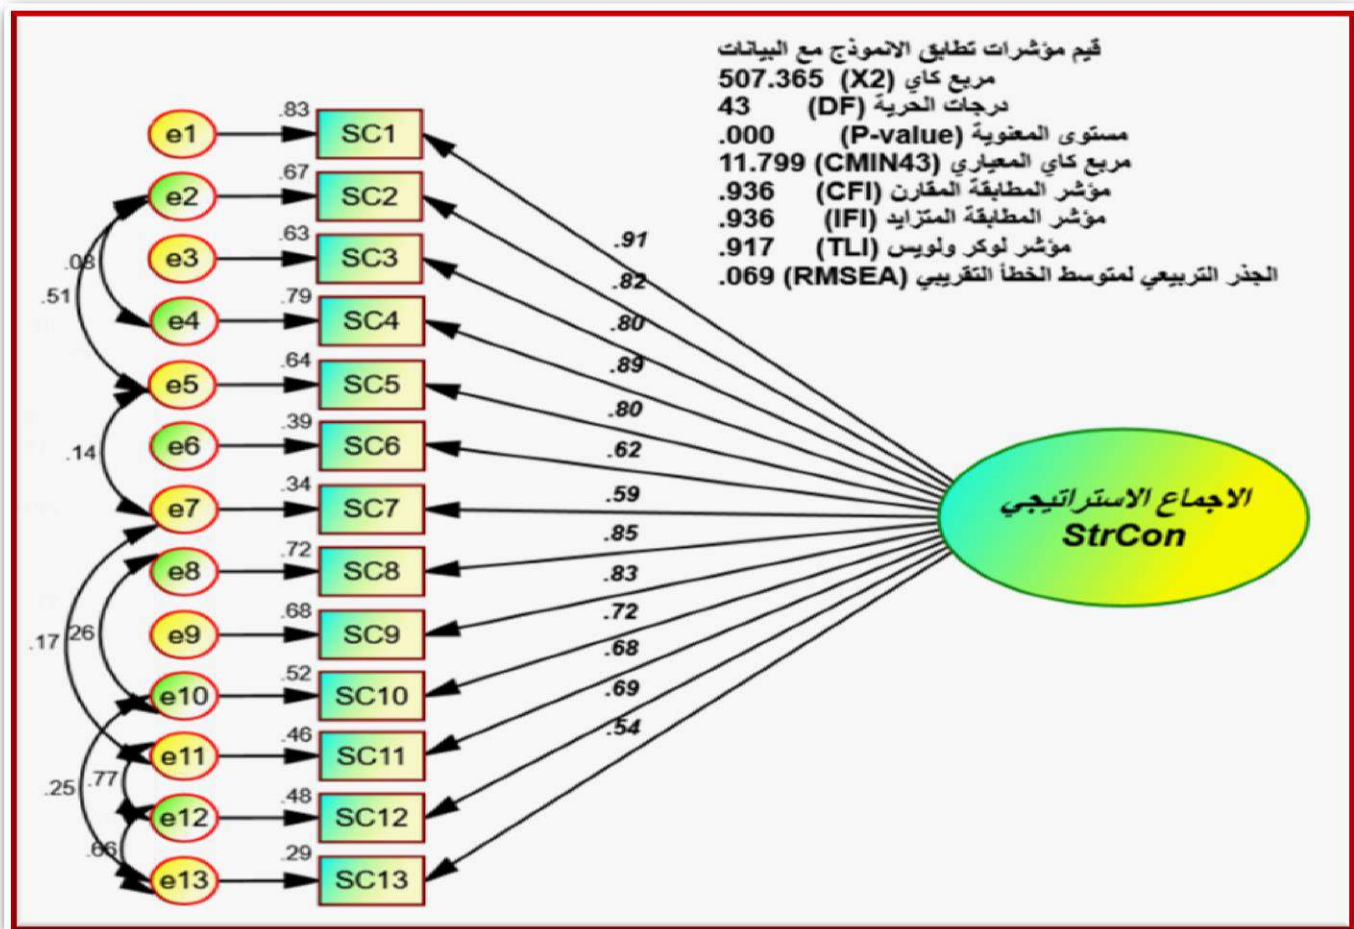 قيم مؤشرات تطابق الانموذج مع البيانات
مربع كاي (X2) 507.365
درجات الحرية (DF) 43
مستوى المعنوية (P-value) .000
مربع كاي المعياري (CMIN43) 11.799
مؤشر المطابقة المقارن (CFI) .936
مؤشر المطابقة المتزايد (IFI) .936
مؤشر لوكر ولويس (TLI) .917
الجذر التربيعي لمتوسط الخطأ التقريبي (RMSEA) .069
e1 .83 SC1
e2 .67 SC2
e3 .63 SC3
e4 .79 SC4
e5 .64 SC5
e6 .39 SC6
e7 .34 SC7
e8 .72 SC8
e9 .68 SC9
e10 .52 SC10
e11 .46 SC11
e12 .48 SC12
e13 .29 SC13
.08
.51
.14
.17
.26
.25
.77
.66
.91
.82
.80
.89
.80
.62
.59
.85
.83
.72
.68
.69
.54
الاجماع الاستراتيجي
StrCon